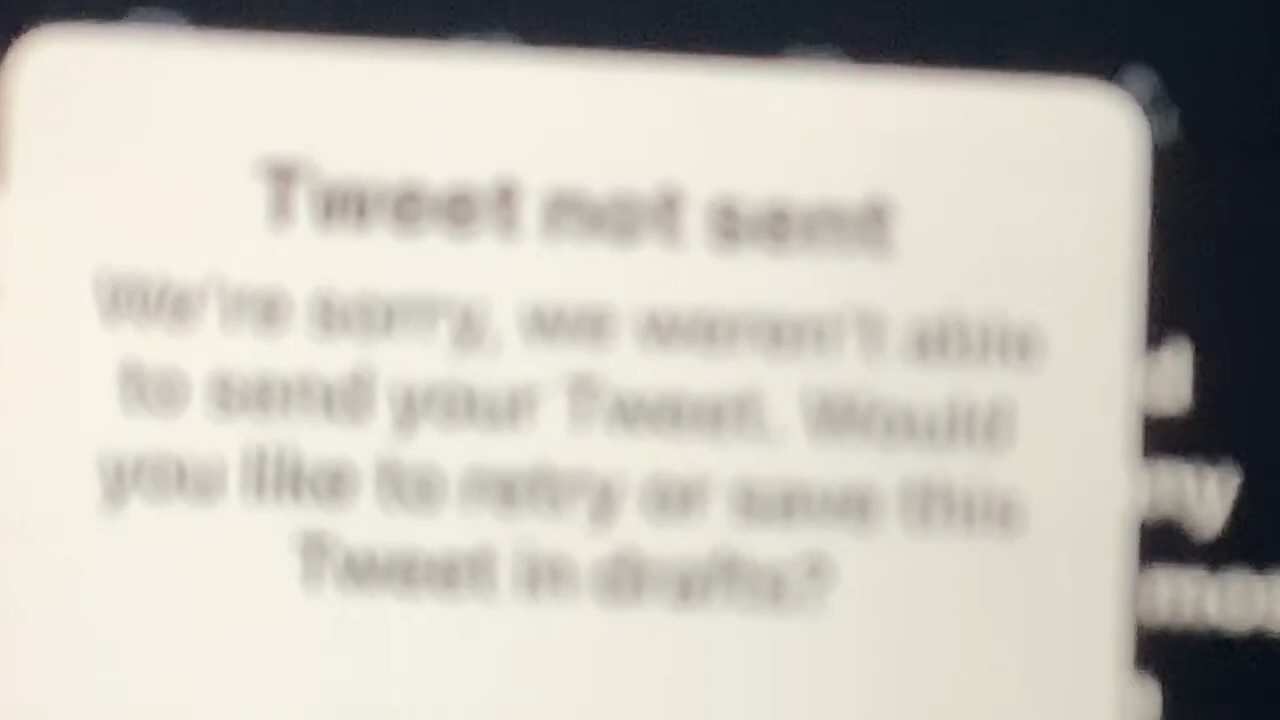 Tweet not sent
We're sorry, we weren't able
to send your Tweet. Would
you like to retry or save this
Tweet in drafts?